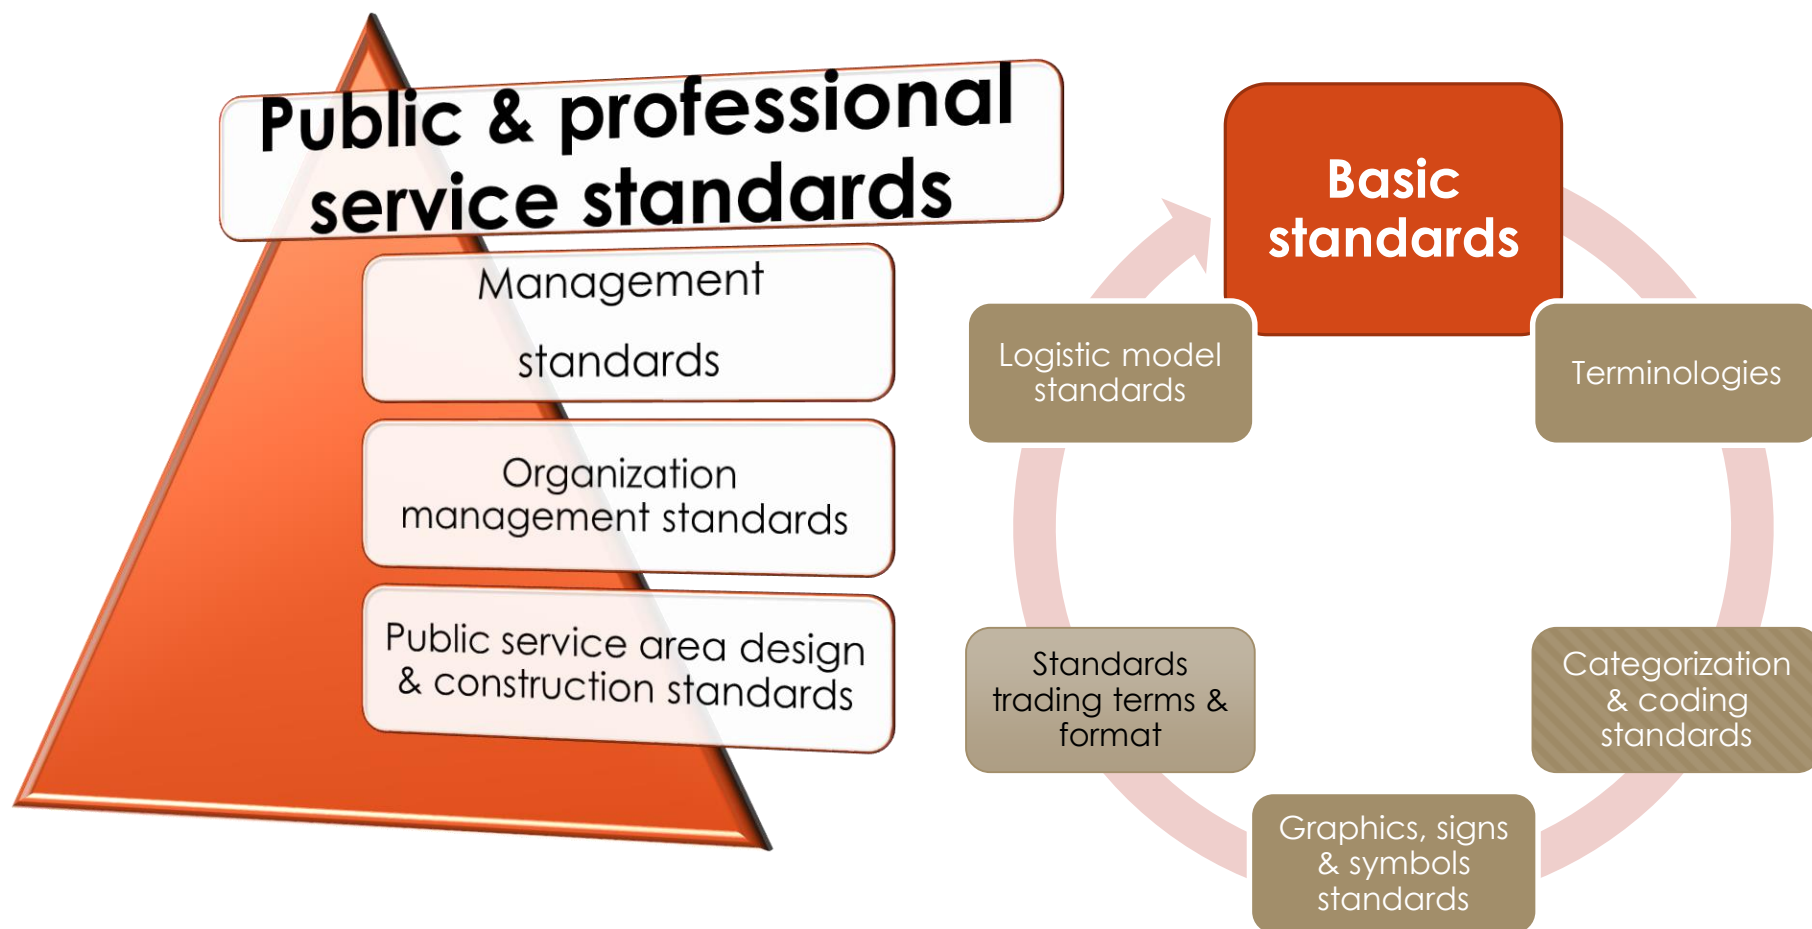 Public & professional
service standards
Management
standards
Organization
management standards
Public service area design
& construction standards
Basic
standards
Terminologies
Categorization
& coding
standards
Graphics, signs
& symbols
standards
Standards
trading terms &
format
Logistic model
standards